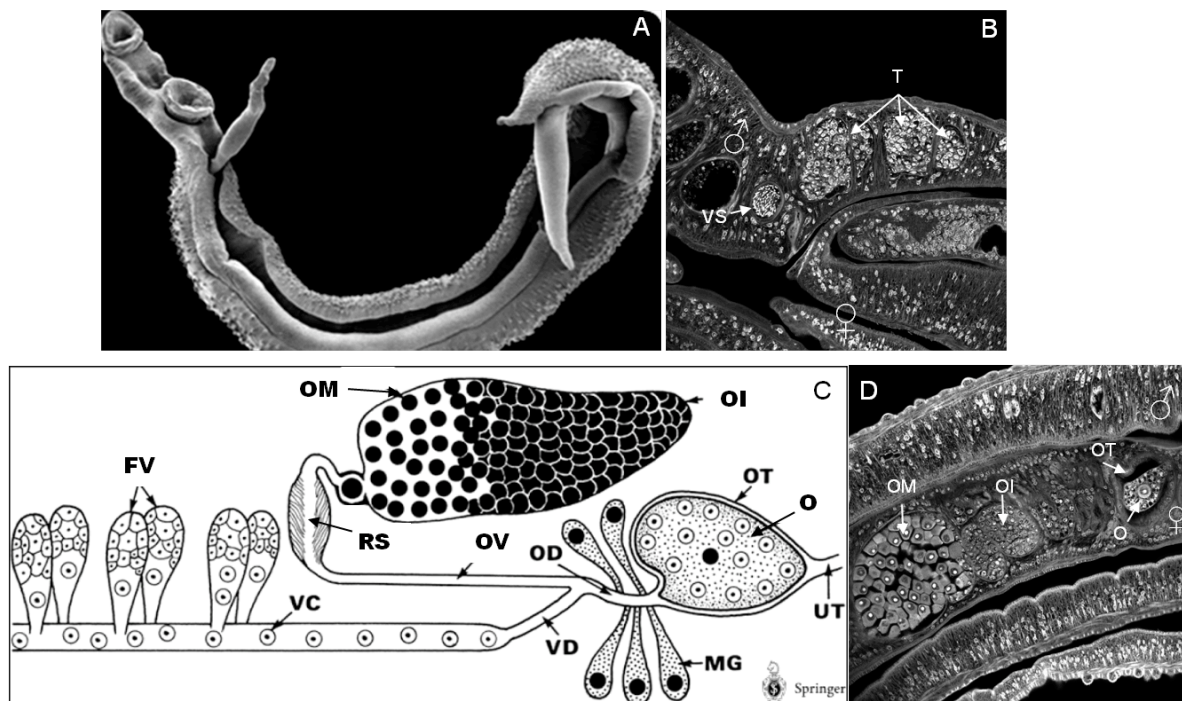 A
B
T
♂
VS
♀
C
OM
OI
FV
OT
O
RS
OV
OD
VC
VD
UT
MG
Springer
D
♂
OT
OM
OI
♀
O